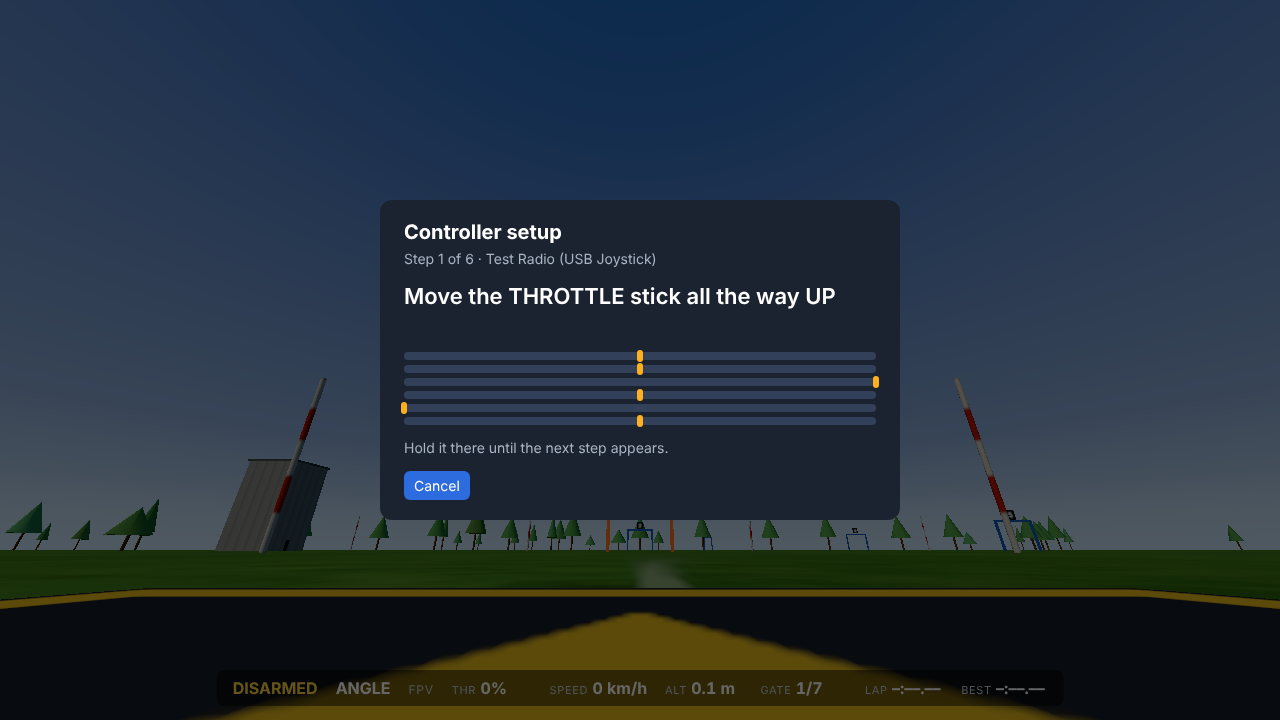 Controller setup
Step 1 of 6 · Test Radio (USB Joystick)
Move the THROTTLE stick all the way UP
Hold it there until the next step appears.
Cancel
DISARMED ANGLE FPV THR 0% SPEED 0 km/h ALT 0.1 m GATE 1/7 LAP –:––.–– BEST –:––.––